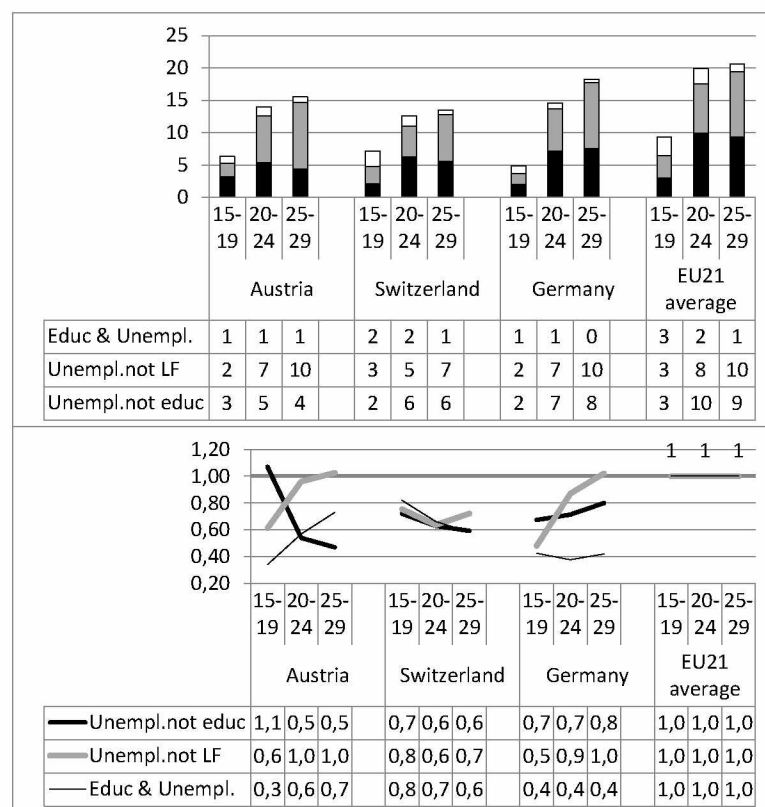 25
20
15
10
5
0
15- 20- 25- 15- 20- 25- 15- 20- 25- 15- 20- 25-
19 24 29 19 24 29 19 24 29 19 24 29
Austria Switzerland Germany EU21
average
Educ & Unempl. 1 1 1 2 2 1 1 1 0 3 2 1
Unempl.not LF 2 7 10 3 5 7 2 7 10 3 8 10
Unempl.not educ 3 5 4 2 6 6 2 7 8 3 10 9
1,20 1 1 1
1,00
0,80
0,60
0,40
0,20
15- 20- 25- 15- 20- 25- 15- 20- 25- 15- 20- 25-
19 24 29 19 24 29 19 24 29 19 24 29
Austria Switzerland Germany EU21
average
Unempl.not educ 1,1 0,5 0,5 0,7 0,6 0,6 0,7 0,7 0,8 1,0 1,0 1,0
Unempl.not LF 0,6 1,0 1,0 0,8 0,6 0,7 0,5 0,9 1,0 1,0 1,0 1,0
Educ & Unempl. 0,3 0,6 0,7 0,8 0,7 0,6 0,4 0,4 0,4 1,0 1,0 1,0